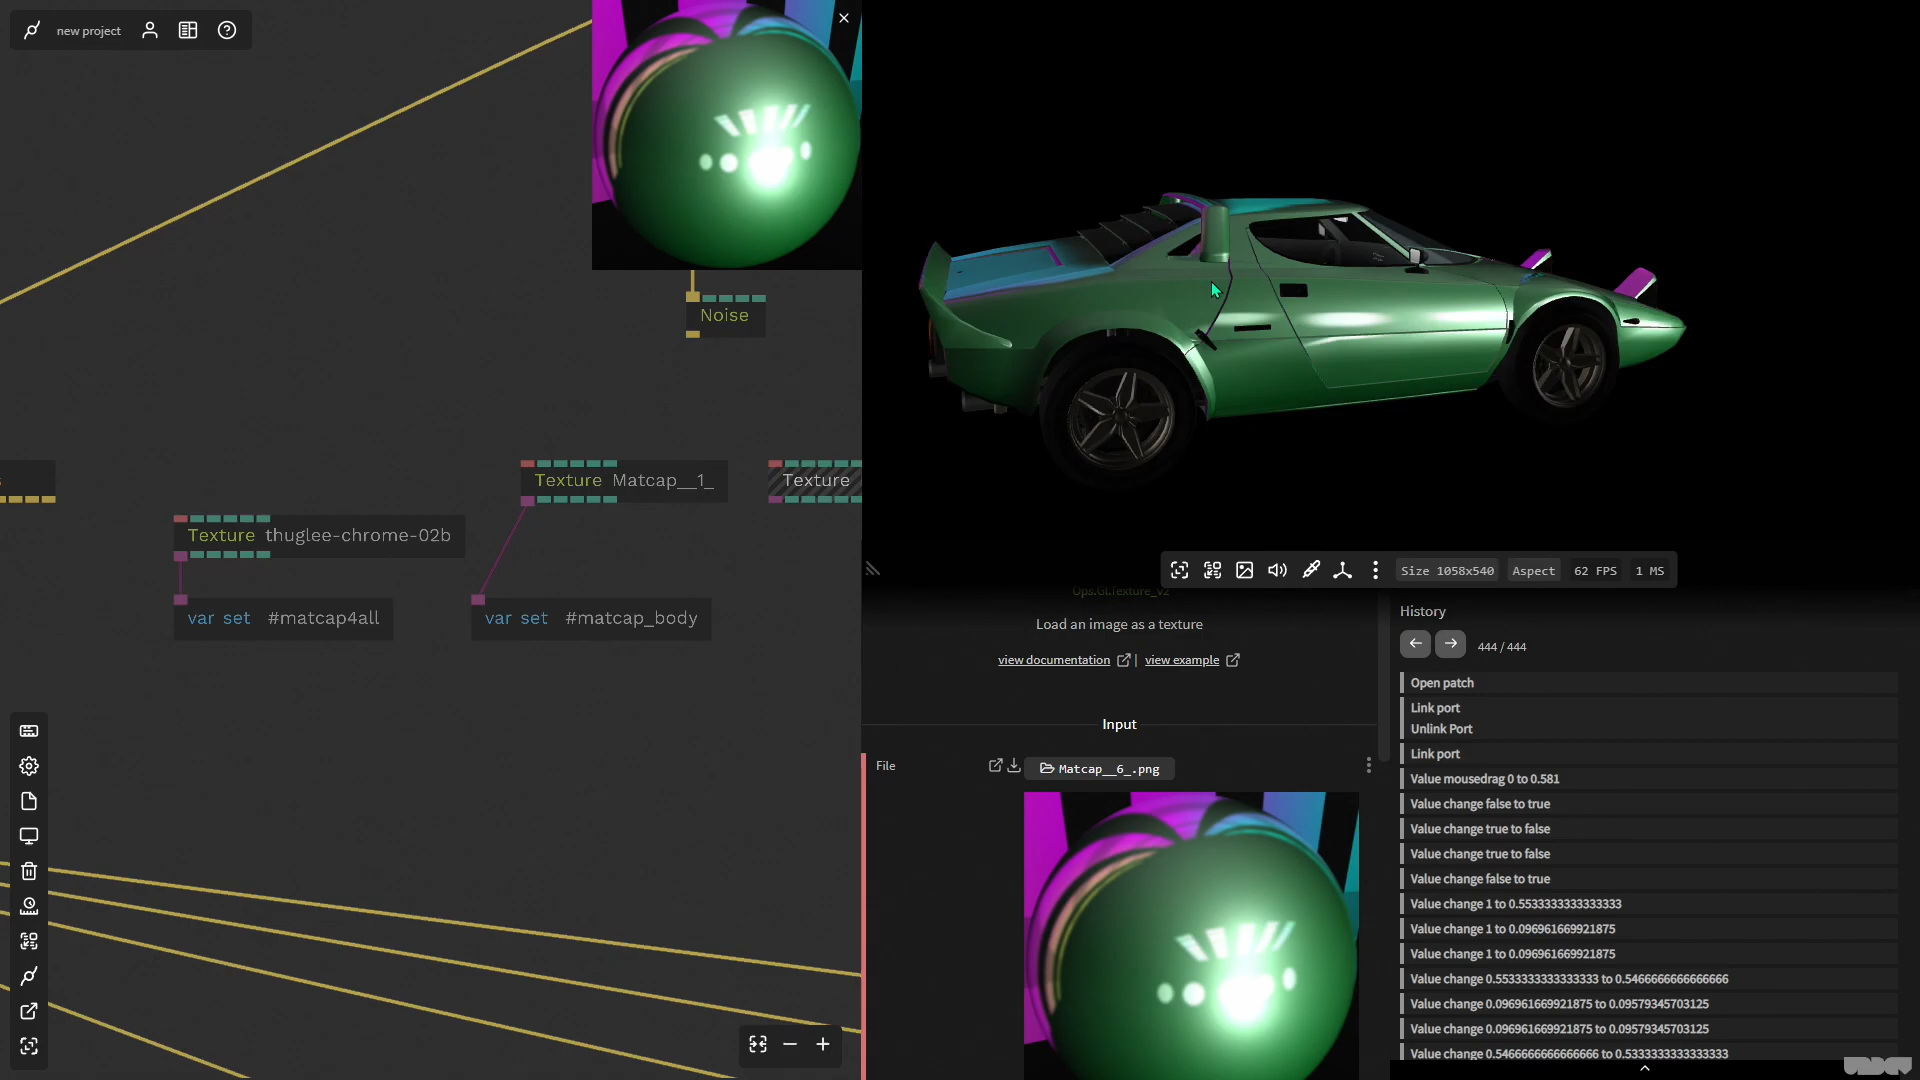 new project
Noise
Texture Matcap__1_
Texture
Texture thuglee-chrome-02b
var set #matcap4all
var set #matcap_body
Size 1058x540
Aspect
62 FPS
1 MS
Ops.Gl.Texture_v2
Load an image as a texture
view documentation | view example
Input
File
Matcap__6_.png
History
444 / 444
Open patch
Link port
Unlink Port
Link port
Value mousedrag 0 to 0.581
Value change false to true
Value change true to false
Value change true to false
Value change false to true
Value change 1 to 0.5533333333333333
Value change 1 to 0.096961669921875
Value change 1 to 0.096961669921875
Value change 0.5533333333333333 to 0.5466666666666666
Value change 0.096961669921875 to 0.09579345703125
Value change 0.096961669921875 to 0.09579345703125
Value change 0.5466666666666666 to 0.5333333333333333